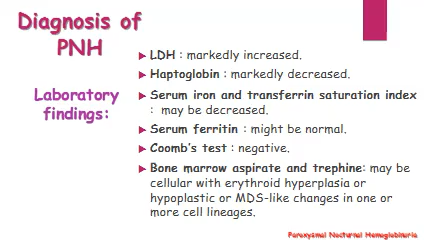 Diagnosis of
PNH
Laboratory
findings:
LDH : markedly increased.
Haptoglobin : markedly decreased.
Serum iron and transferrin saturation index
: may be decreased.
Serum ferritin : might be normal.
Coomb's test : negative.
Bone marrow aspirate and trephine: may be
cellular with erythroid hyperplasia or
hypoplastic or MDS-like changes in one or
more cell lineages.
Paroxysmal Nocturnal Hemoglobinuria